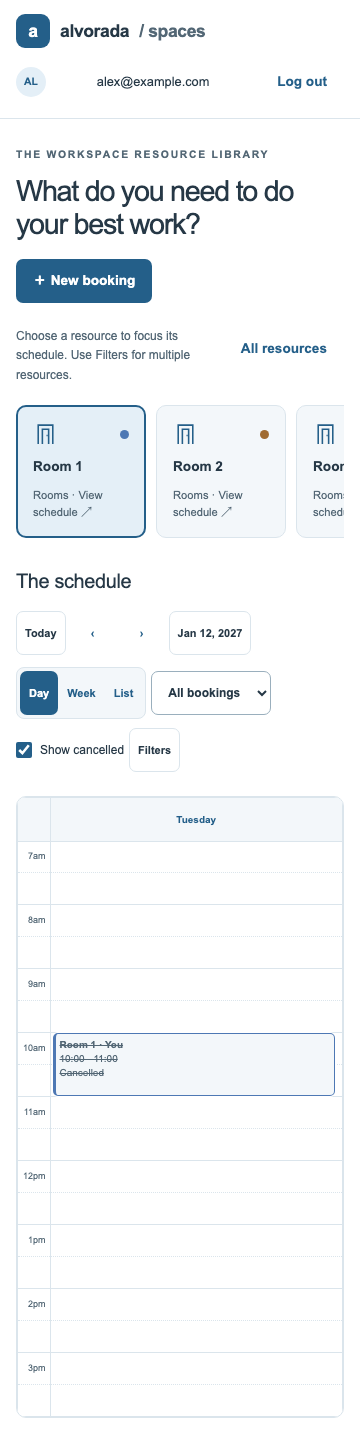 a alvorada / spaces
AL alex@example.com Log out
THE WORKSPACE RESOURCE LIBRARY
What do you need to do
your best work?
+ New booking
Choose a resource to focus its
schedule. Use Filters for multiple
resources.
All resources
Room 1
Rooms · View
schedule ↗
Room 2
Rooms · View
schedule ↗
The schedule
Today ‹ › Jan 12, 2027
Day Week List All bookings
Show cancelled Filters
Tuesday
7am
8am
9am
10am
Room 1 · You
10:00 – 11:00
Cancelled
11am
12pm
1pm
2pm
3pm